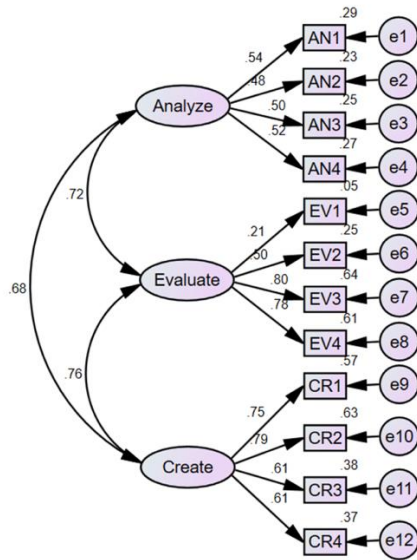 .29
AN1 e1
.54
.23
AN2 e2
.48
.25
Analyze
.50
AN3 e3
.52
.27
AN4 e4
.05
EV1 e5
.72
.21
.25
EV2 e6
.50
.64
Evaluate
.80
EV3 e7
.78
.61
EV4 e8
.68
.57
CR1 e9
.76
.75
.63
CR2 e10
.79
.38
Create
.61
CR3 e11
.61
.37
CR4 e12